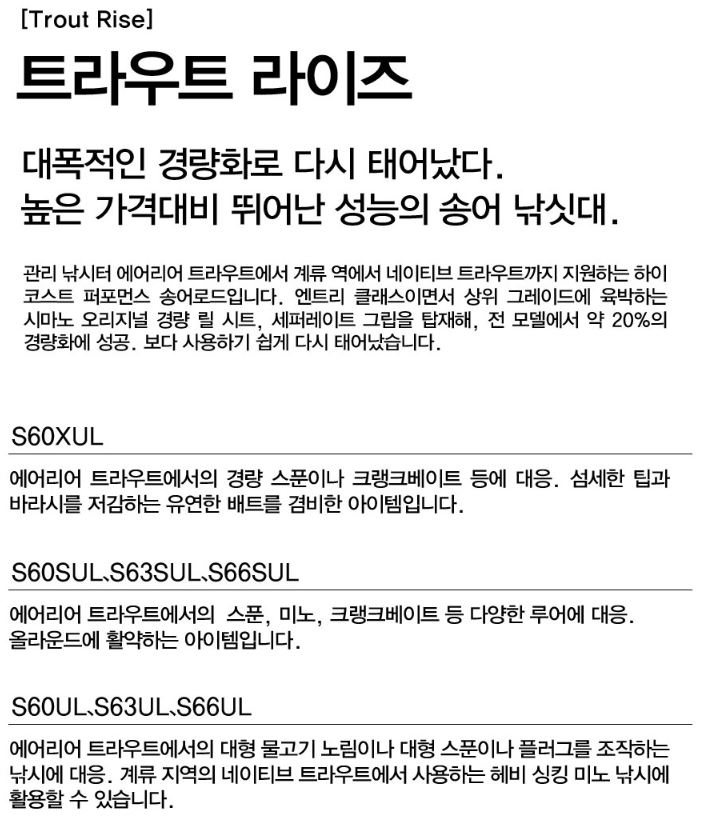 [Trout Rise]
트라우트 라이즈
대폭적인 경량화로 다시 태어났다.
높은 가격대비 뛰어난 성능의 송어 낚싯대.
관리 낚시터 에어리어 트라우트에서 계류 역에서 네이티브 트라우트까지 지원하는 하이
코스트 퍼포먼스 송어로드입니다. 엔트리 클래스이면서 상위 그레이드에 육박하는
시마노 오리지널 경량 릴 시트, 세퍼레이트 그립을 탑재해, 전 모델에서 약 20%의
경량화에 성공. 보다 사용하기 쉽게 다시 태어났습니다.
S60XUL
에어리어 트라우트에서의 경량 스푼이나 크랭크베이트 등에 대응. 섬세한 팁과
바라시를 저감하는 유연한 배트를 겸비한 아이템입니다.
S60SUL、S63SUL、S66SUL
에어리어 트라우트에서의 스푼, 미노, 크랭크베이트 등 다양한 루어에 대응.
올라운드에 활약하는 아이템입니다.
S60UL、S63UL、S66UL
에어리어 트라우트에서의 대형 물고기 노림이나 대형 스푼이나 플러그를 조작하는
낚시에 대응. 계류 지역의 네이티브 트라우트에서 사용하는 헤비 싱킹 미노 낚시에
활용할 수 있습니다.